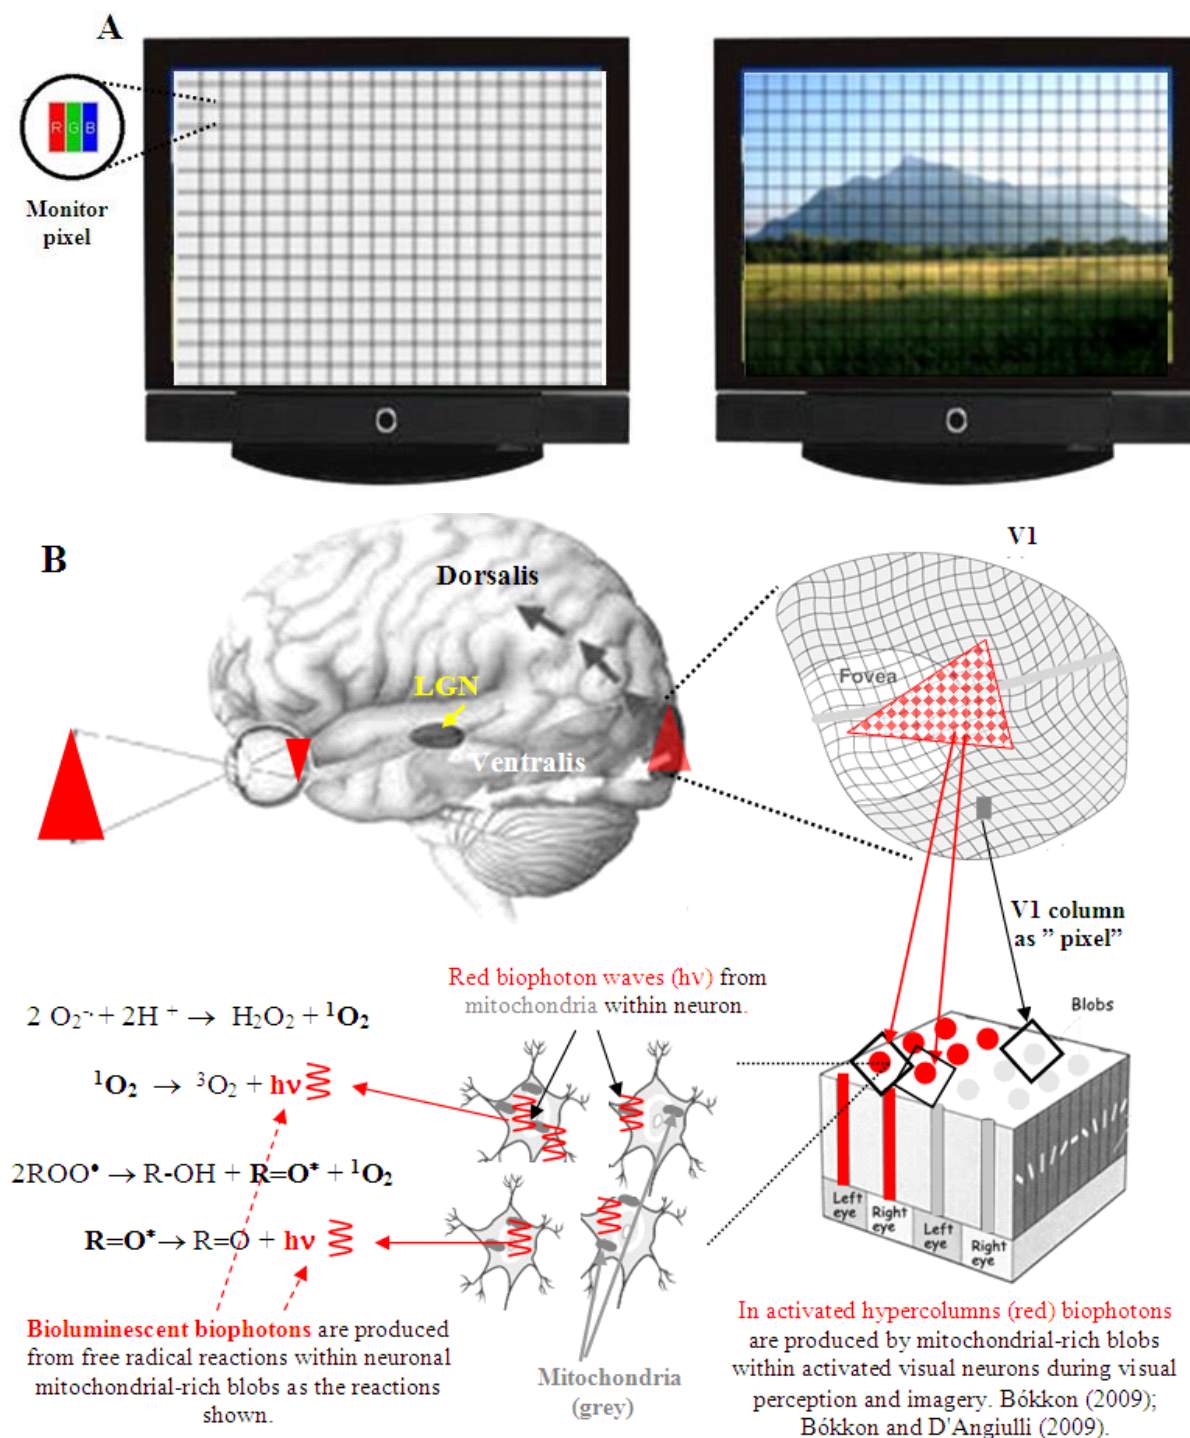 A
R G B
Monitor
pixel
B
V1
Dorsalis
LGN
Ventralis
Fovea
V1 column
as ” pixel”
Red biophoton waves (hν) from
mitochondria within neuron.
Blobs
2 O₂⁻· + 2H ⁺ → H₂O₂ + ¹O₂
¹O₂ → ³O₂ + hν
2ROO• → R-OH + R=O* + ¹O₂
R=O* → R=O + hν
Left
eye
Right
eye
Left
eye
Right
eye
Bioluminescent biophotons are produced
from free radical reactions within neuronal
mitochondrial-rich blobs as the reactions
shown.
Mitochondria
(grey)
In activated hypercolumns (red) biophotons
are produced by mitochondrial-rich blobs
within activated visual neurons during visual
perception and imagery. Bókkon (2009);
Bókkon and D'Angiulli (2009).